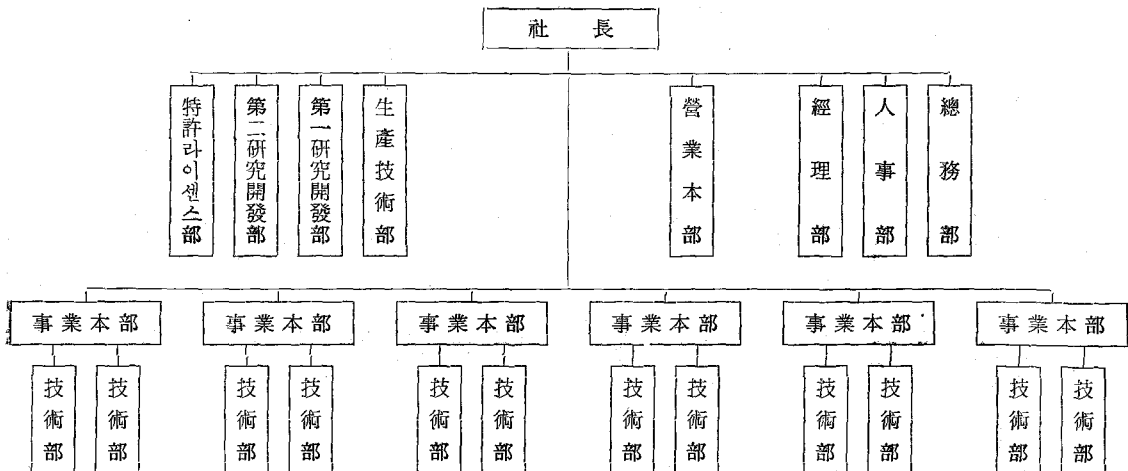 社長
特許라이센스部
第二研究開發部
第一研究開發部
生產技術部
營業本部
經理部
人事部
總務部
事業本部
事業本部
事業本部
事業本部
事業本部
事業本部
技術部
技術部
技術部
技術部
技術部
技術部
技術部
技術部
技術部
技術部
技術部
技術部